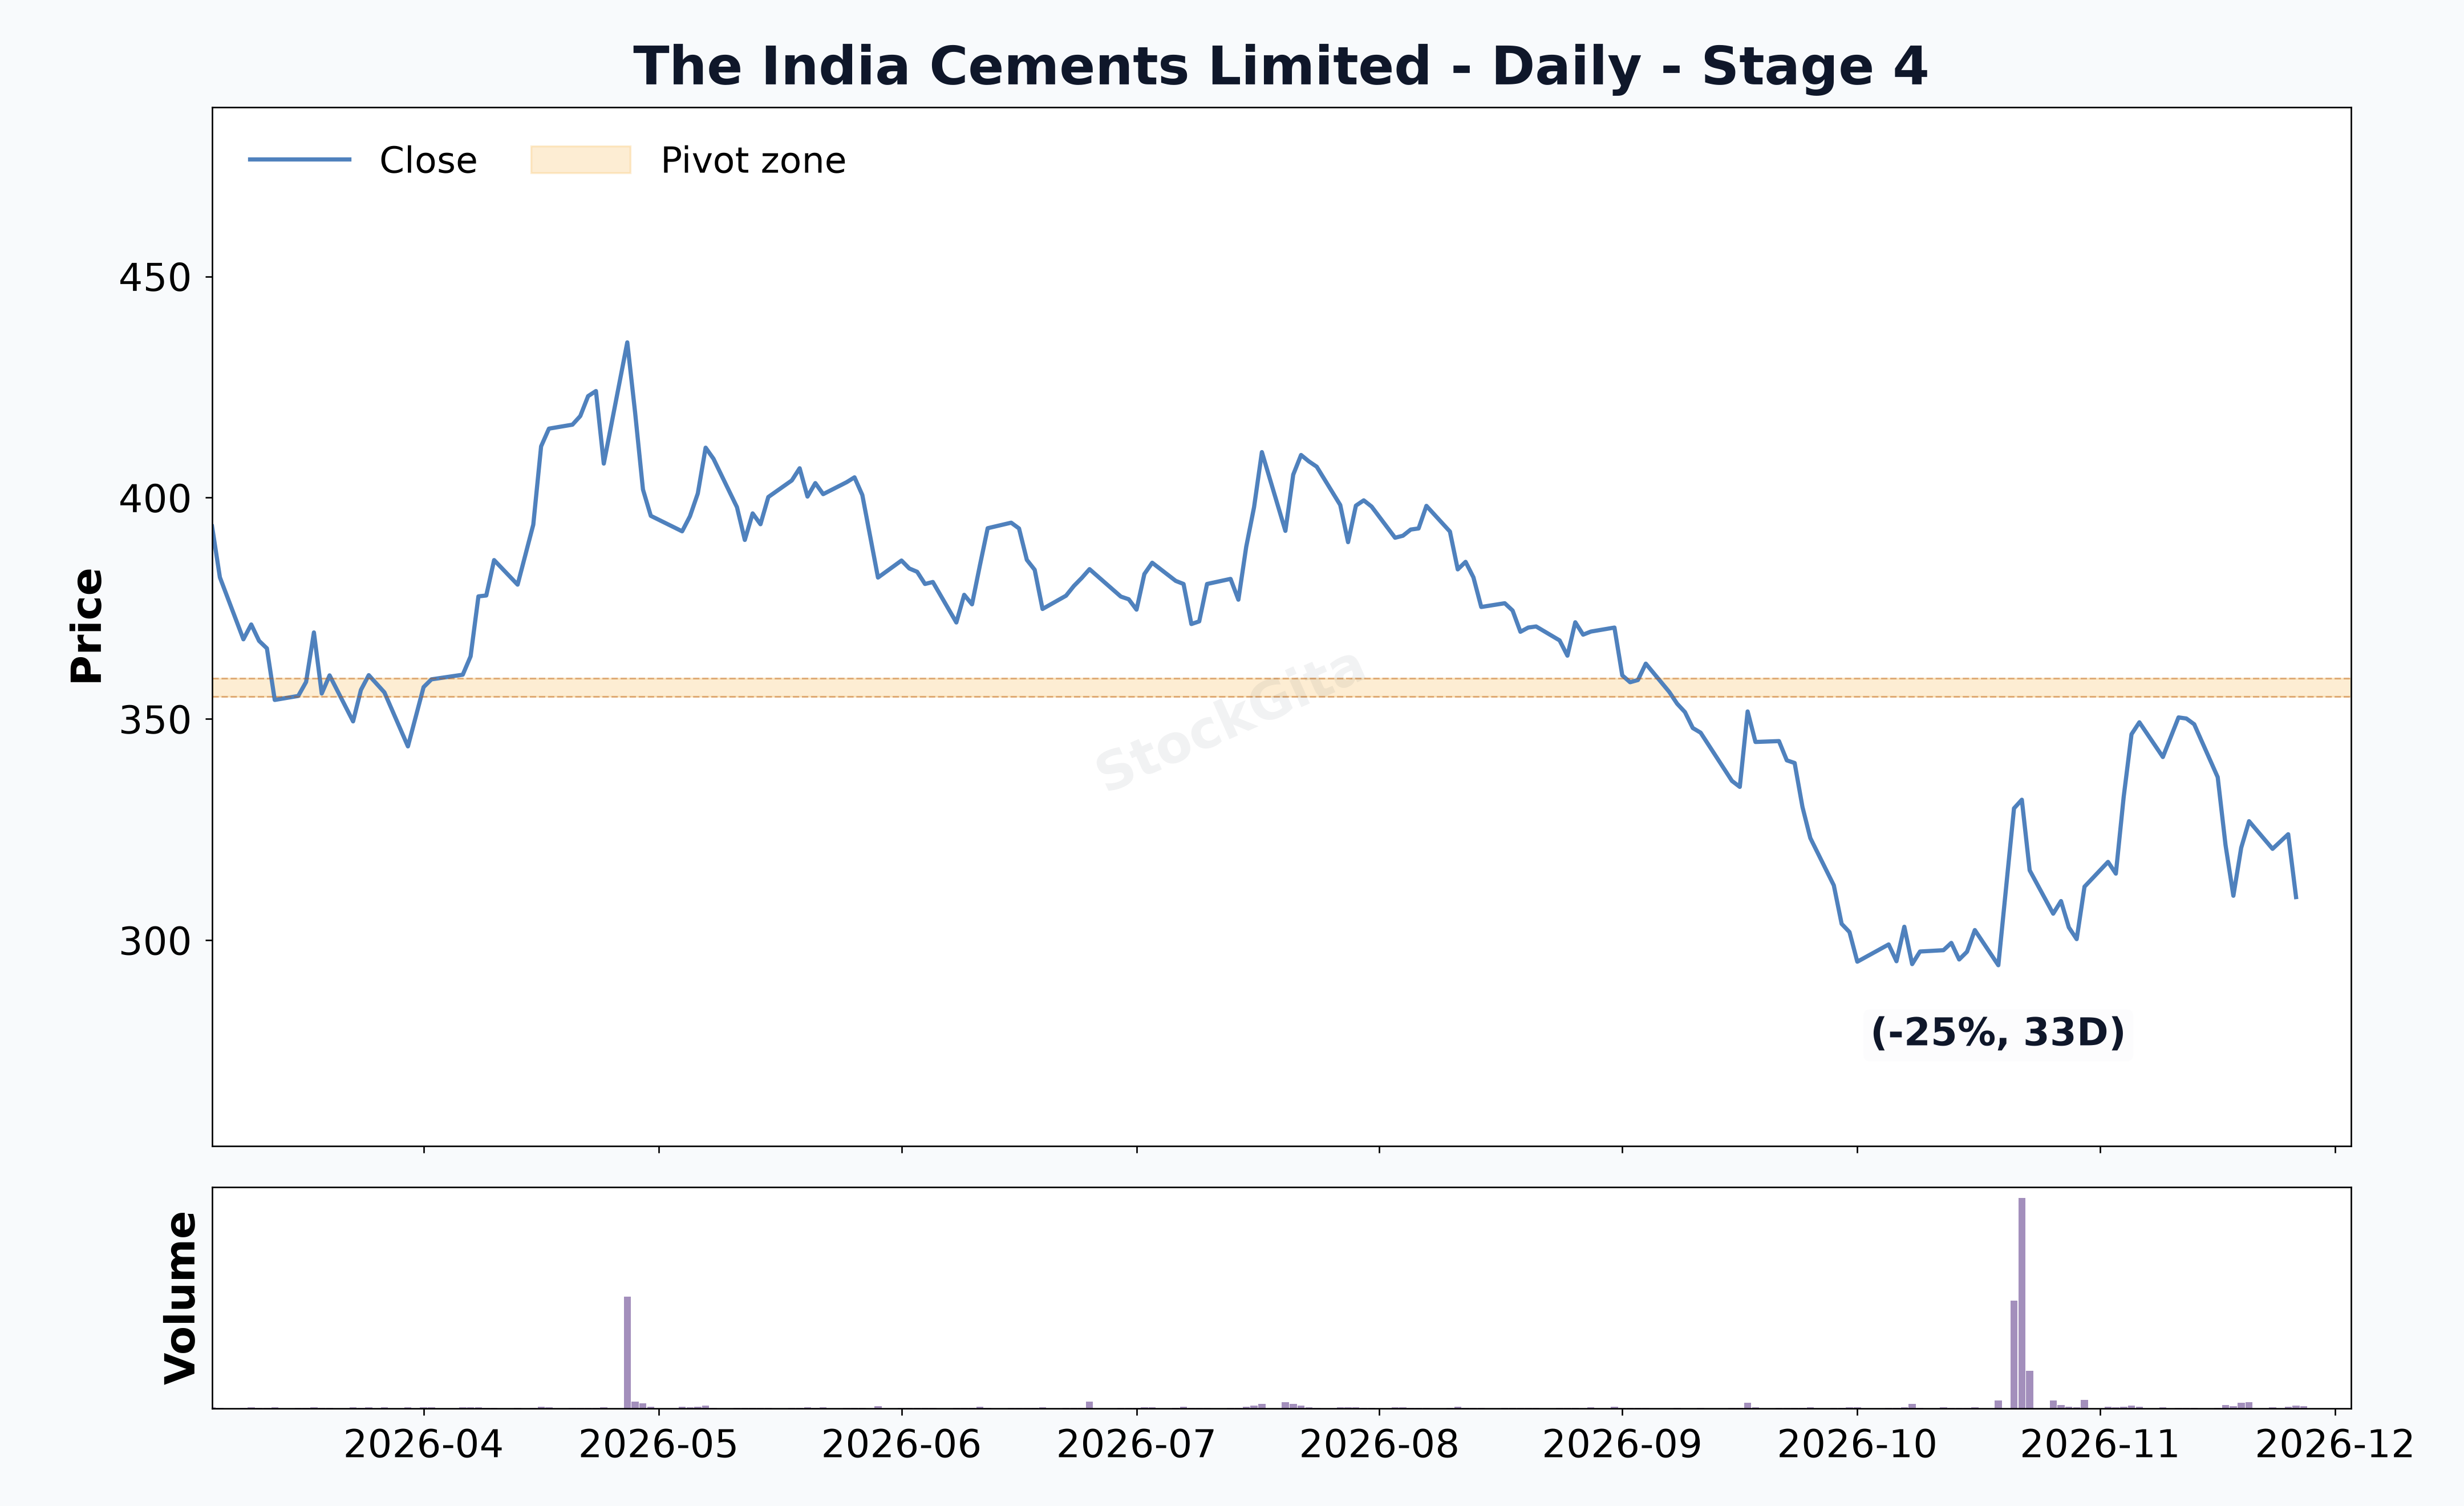 The India Cements Limited - Daily - Stage 4
Close
Pivot zone
450
400
350
300
Price
StockGita
(-25%, 33D)
Volume
2026-04
2026-05
2026-06
2026-07
2026-08
2026-09
2026-10
2026-11
2026-12